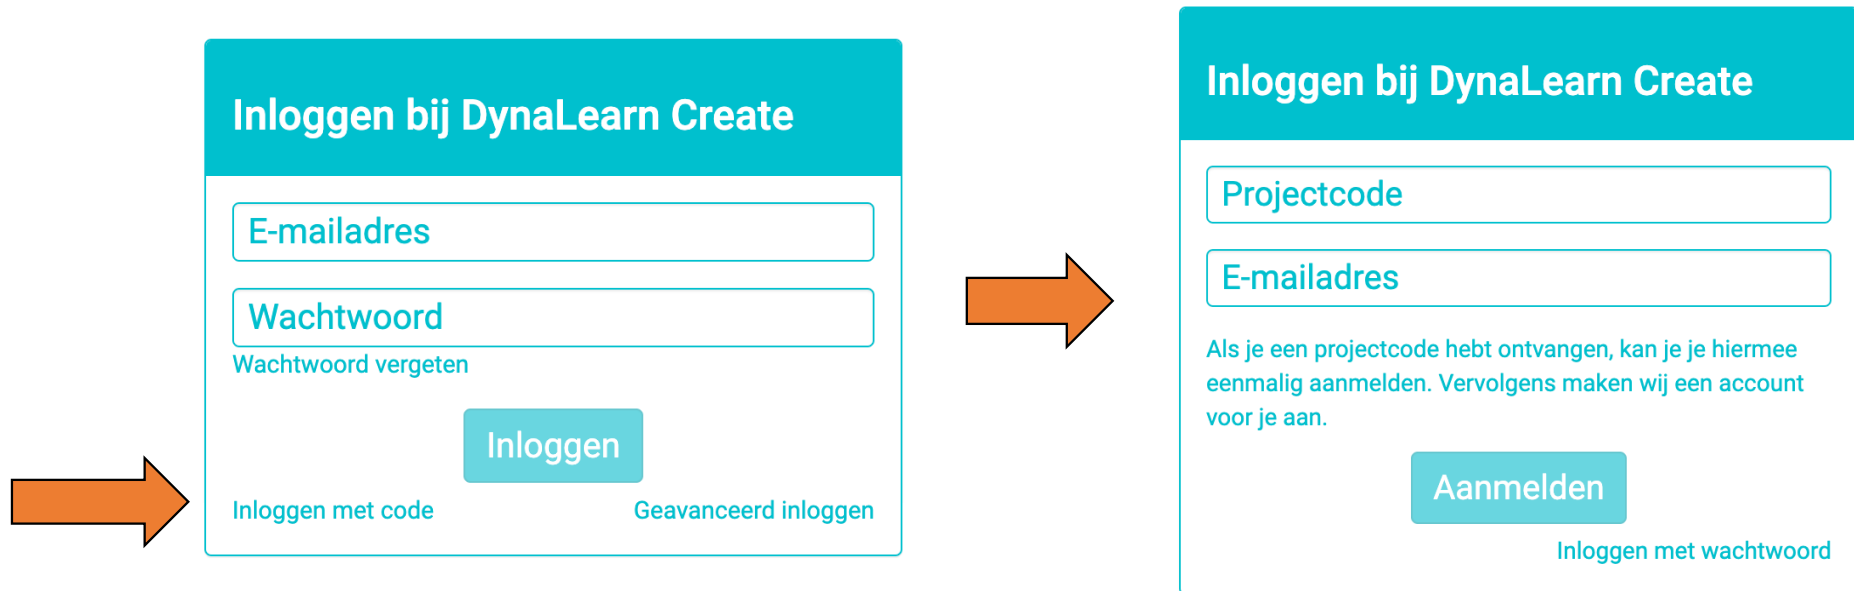 Inloggen bij DynaLearn Create
E-mailadres
Wachtwoord
Wachtwoord vergeten
Inloggen
Inloggen met code
Geavanceerd inloggen
Inloggen bij DynaLearn Create
Projectcode
E-mailadres
Als je een projectcode hebt ontvangen, kan je je hiermee
eenmalig aanmelden. Vervolgens maken wij een account
voor je aan.
Aanmelden
Inloggen met wachtwoord